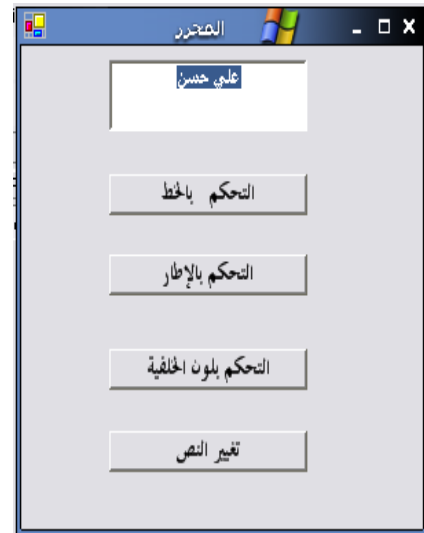 المحرر
علي حسن
التحكم بالخط
التحكم بالإطار
التحكم بلون الخلفية
تغيير النص